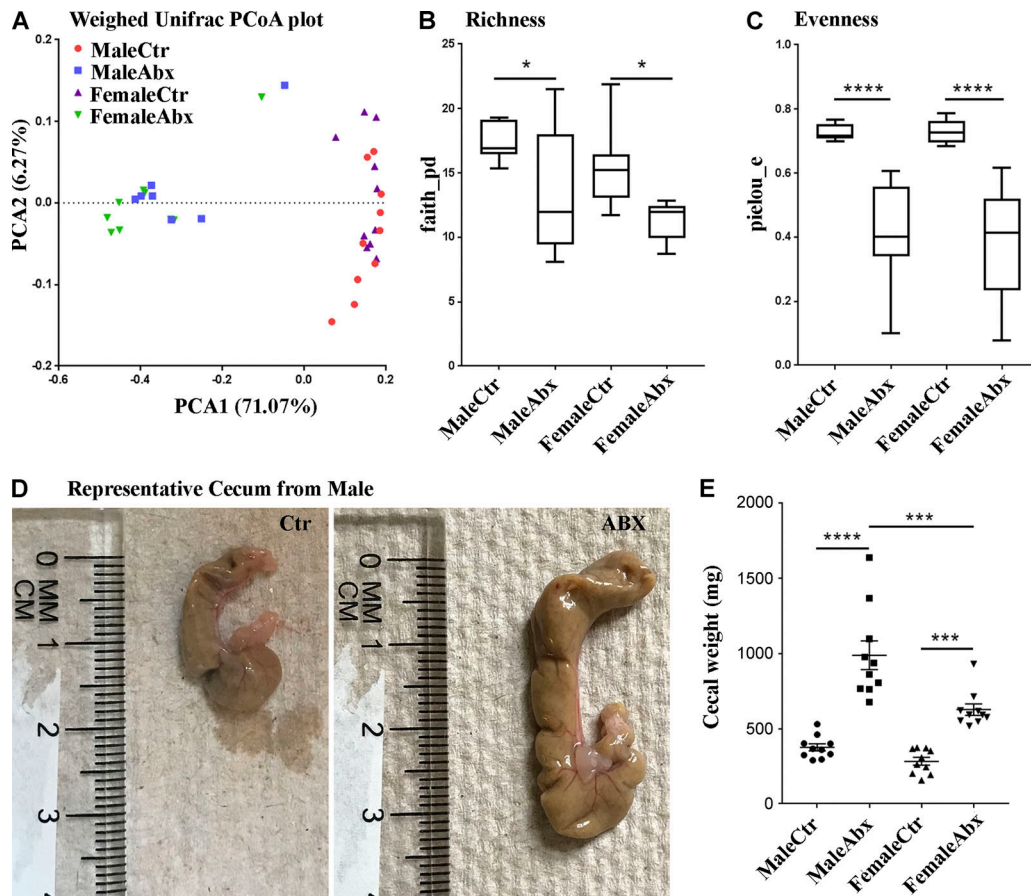 A Weighed Unifrac PCoA plot
MaleCtr
MaleAbx
FemaleCtr
FemaleAbx
0.2
0.1
0.0
-0.1
-0.2
PCA2 (6.27%)
-0.6
-0.4
-0.2
0.0
0.2
PCA1 (71.07%)
B Richness
25
20
15
10
5
0
faith_pd
*
*
MaleCtr
MaleAbx
FemaleCtr
FemaleAbx
C Evenness
1.0
0.8
0.6
0.4
0.2
0.0
pielou_e
****
****
MaleCtr
MaleAbx
FemaleCtr
FemaleAbx
D Representative Cecum from Male
Ctr
0 MM
CM
1
2
3
ABX
0 MM
CM
1
2
3
E
2000
1500
1000
500
0
Cecal weight (mg)
****
***
***
MaleCtr
MaleAbx
FemaleCtr
FemaleAbx